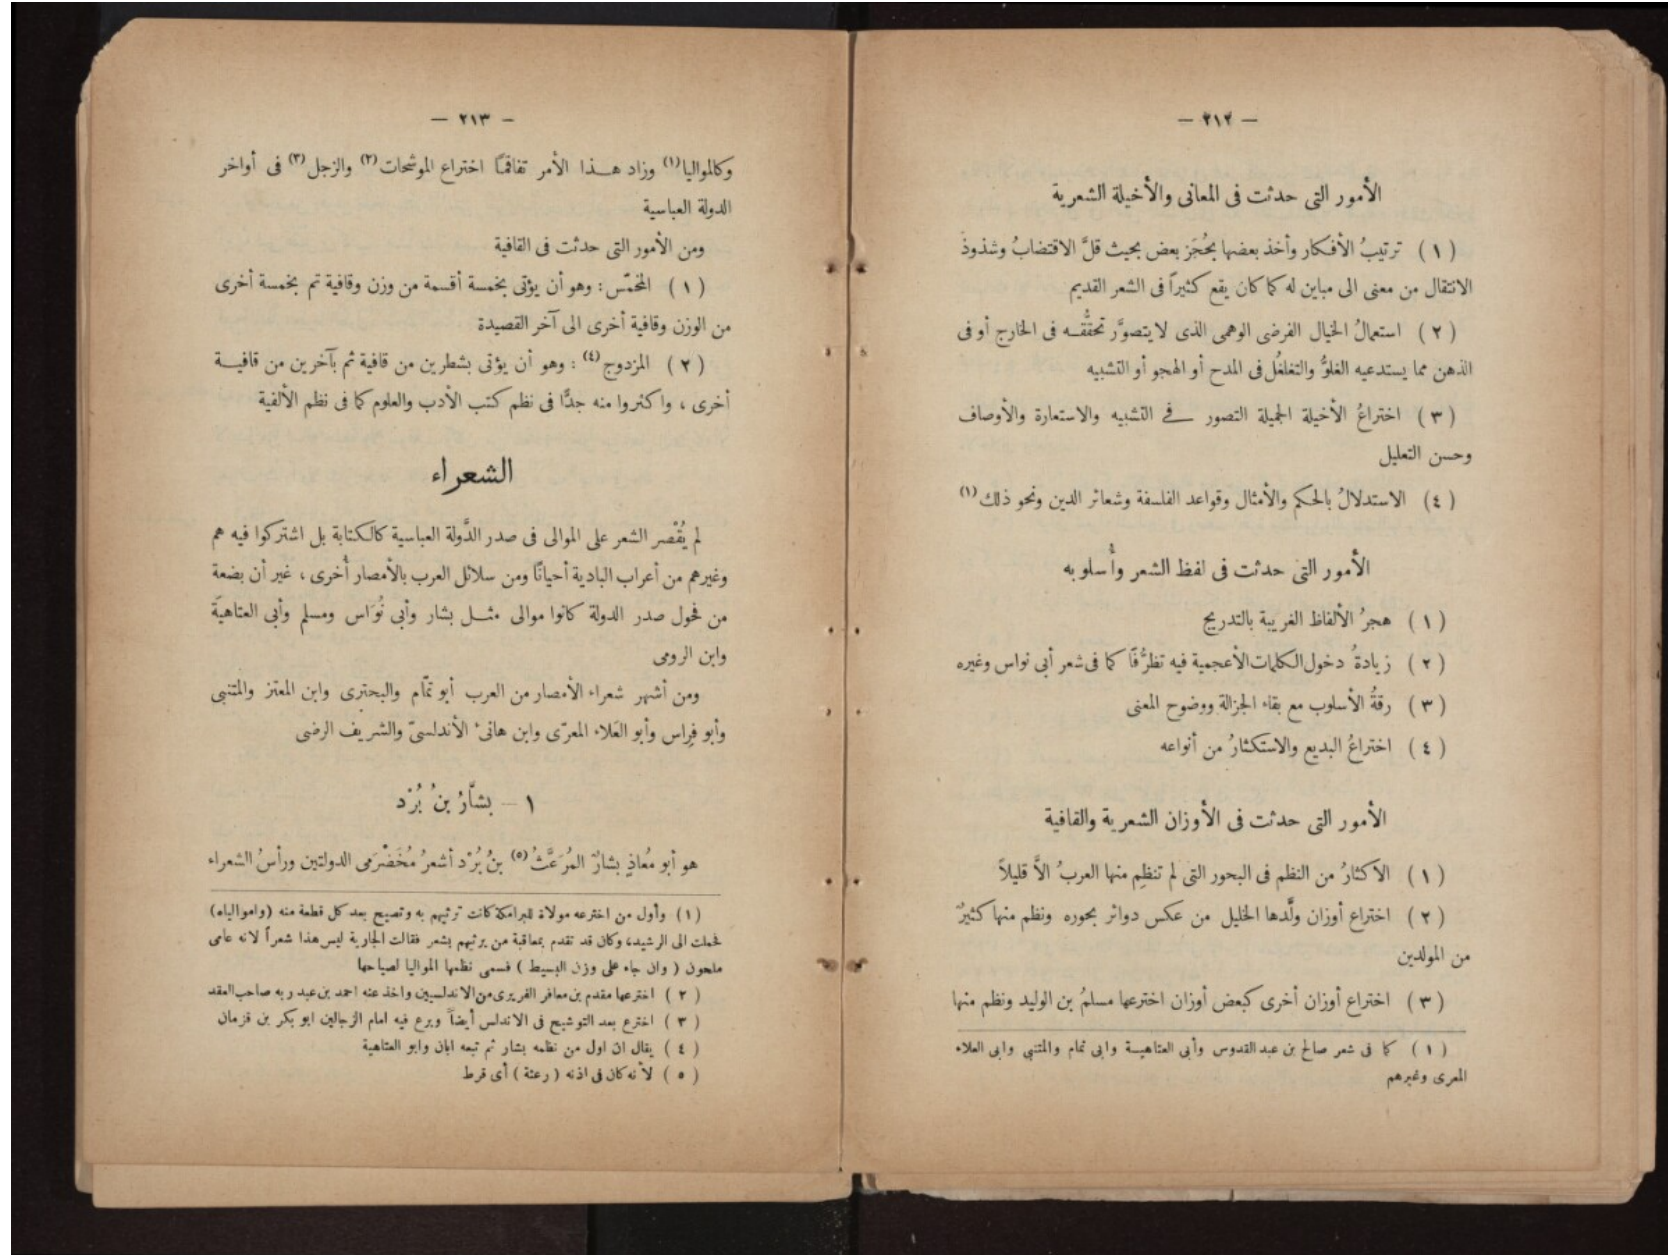 — ٢١٢ —
الأمور التى حدثت فى المعانى والأخيلة الشعرية
( ١ ) ترتيبُ الأفكار وأخذ بعضها بحُجَز بعض بحيث قلَّ الاقتضابُ وشذوذُ
الانتقال من معنى الى مباين له كما كان يقع كثيراً فى الشعر القديم
( ٢ ) استعمالُ الخيال الفرضى الوهمى الذى لا يتصوَّر تحققُّه فى الخارج أو فى
الذهن مما يستدعيه الغلوُّ والتغلغُل فى المدح أو الهجو أو التشبيه
( ٣ ) اختراعُ الأخيلة الجميلة التصور فى التشبيه والاستعارة والأوصاف
وحسن التعليل
( ٤ ) الاستدلالُ بالحكم والأمثال وقواعد الفلسفة وشعائر الدين ونحو ذلك (١)
الأمور التى حدثت فى لفظ الشعر وأُسلوبه
( ١ ) هجرُ الألفاظ الغريبة بالتدريج
( ٢ ) زيادةُ دخول الكلمات الأعجمية فيه تظرُّفًا كما فى شعر أبى نواس وغيره
( ٣ ) رقةُ الأسلوب مع بقاء الجزالة ووضوح المعنى
( ٤ ) اختراعُ البديع والاستكثارُ من أنواعه
الأمور التى حدثت فى الأوزان الشعرية والقافية
( ١ ) الاكثارُ من النظم فى البحور التى لم تنظِم منها العربُ الاَّ قليلاً
( ٢ ) اختراع أوزان ولَّدها الخليل من عكس دوائر بحوره ونظم منها كثيرٌ
من المولدين
( ٣ ) اختراع أوزان أخرى كبعض أوزان اخترعها مسلمُ بن الوليد ونظم منها
( ١ ) كما فى شعر صالح بن عبد القدوس وأبى العتاهيسة وابى تمام والمتنبى وابى العلاء
المعرى وغيرهم
— ٢١٣ —
وكالمواليا (١) وزاد هذا الأمر تفاقمًا اختراع الموشحات (٢) والزجل (٣) فى أواخر
الدولة العباسية
ومن الأمور التى حدثت فى القافية
( ١ ) المخمّس : وهو أن يؤتى بخمسة أقسمة من وزن وقافية ثم بخمسة أخرى
من الوزن وقافية أخرى الى آخر القصيدة
( ٢ ) المزدوج (٤) : وهو أن يؤتى بشطرين من قافية ثم بآخرين من قافيـة
أخرى ، واكثروا منه جدًّا فى نظم كتب الأدب والعلوم كما فى نظم الألفية
الشعراء
لم يُقْصر الشعر على الموالى فى صدر الدَّولة العباسية كالكتابة بل اشتركوا فيه هم
وغيرهم من أعراب البادية أحيانًا ومن سلائل العرب بالأمصار أُخرى ، غير أن بضعة
من فحول صدر الدولة كانوا موالى مثـل بشار وأبى نُوَاس ومسلم وأبى العتاهيَة
وابن الرومى
ومن أشهر شعراء الأمصار من العرب أبو تمّام والبحترى وابن المعتز والمتنبى
وأبو فِراس وأبو العَلاء المعرّى وابن هانئ الأندلسىّ والشريف الرضى
١ — بشَّارُ بنُ بُرْد
هو أبو مُعاذٍ بشارٌ المُرَعَّثُ (٥) بنُ بُرْد أشعرُ مُخَضْرَمى الدولتين ورأسُ الشعراء
( ١ ) وأول من اخترعه مولاة للبرامكة كانت ترثيهم به وتصيح بعد كل قطعة منه (وامواليا‌ه)
فحملت الى الرشيد، وكان قد تقدم بمعاقبة من يرثيهم بشعر فقالت الجارية ليس هذا شعراً لانه عامى
ملحون ( وان جاء على وزن البسيط ) فسمى نظمها المواليا لصياحها
( ٢ ) اخترعها مقدم بن معافر الفريرى من الاندلسيين واخذ عنه احمد بن عبد ربه صاحب العقد
( ٣ ) اخترع بعد التوشيح فى الاندلس أيضاً وبرع فيه امام الزجالين ابو بكر بن قزمان
( ٤ ) يقال ان اول من نظمه بشار ثم تبعه ابان وابو العتاهية
( ٥ ) لأنه كان فى اذنه ( رعثة ) أى قرط